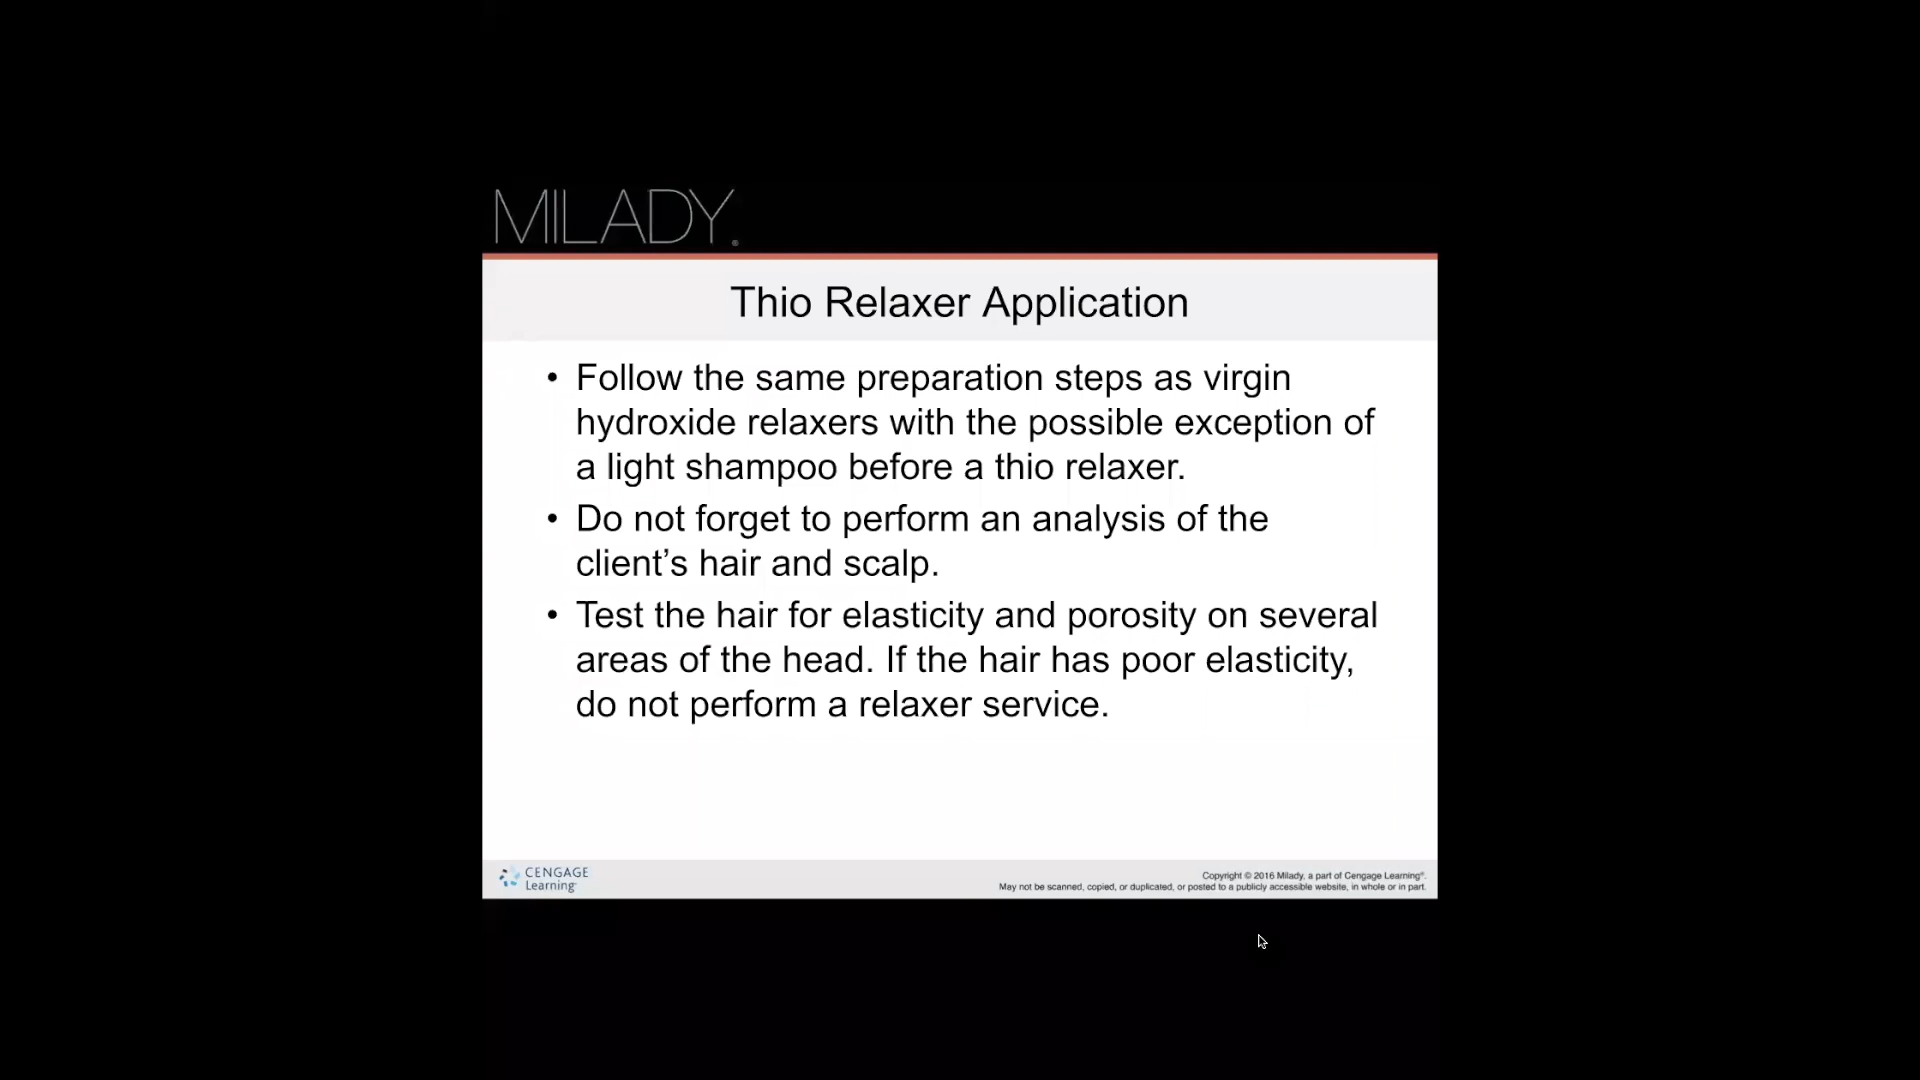 MILADY®
Thio Relaxer Application
• Follow the same preparation steps as virgin
hydroxide relaxers with the possible exception of
a light shampoo before a thio relaxer.
• Do not forget to perform an analysis of the
client’s hair and scalp.
• Test the hair for elasticity and porosity on several
areas of the head. If the hair has poor elasticity,
do not perform a relaxer service.
CENGAGE
Learning®
Copyright © 2016 Milady, a part of Cengage Learning®.
May not be scanned, copied, or duplicated, or posted to a publicly accessible website, in whole or in part.